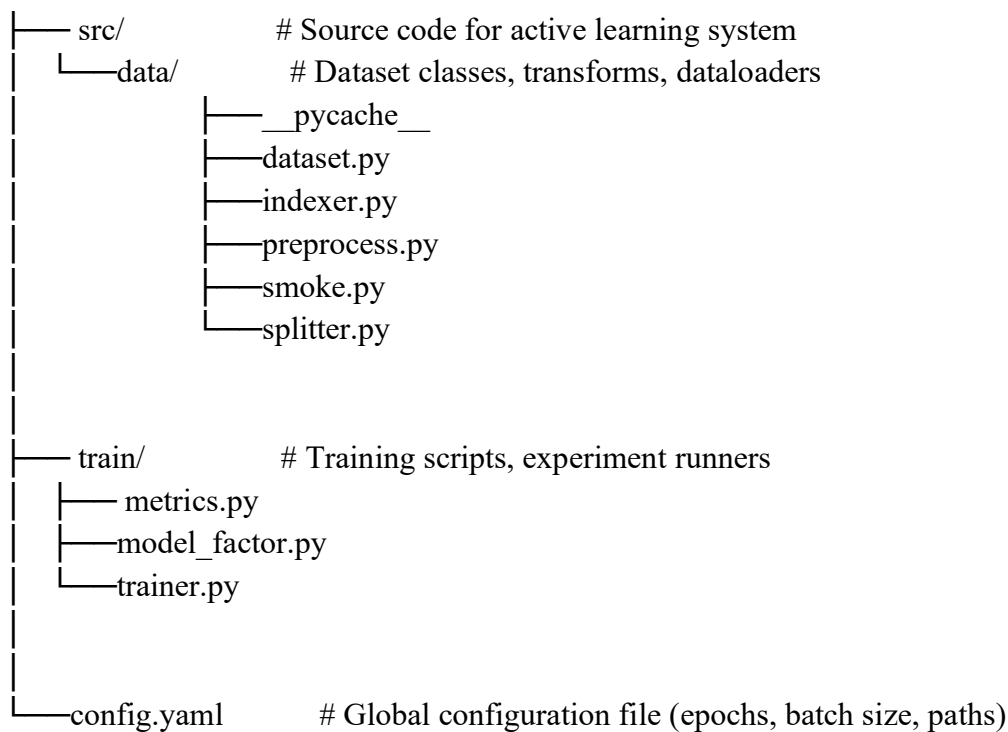 ├── src/ # Source code for active learning system
│ └──data/ # Dataset classes, transforms, dataloaders
│ ├──__pycache__
│ ├──dataset.py
│ ├──indexer.py
│ ├──preprocess.py
│ ├──smoke.py
│ └──splitter.py
├── train/ # Training scripts, experiment runners
│ ├── metrics.py
│ ├──model_factor.py
│ └──trainer.py
└──config.yaml # Global configuration file (epochs, batch size, paths)